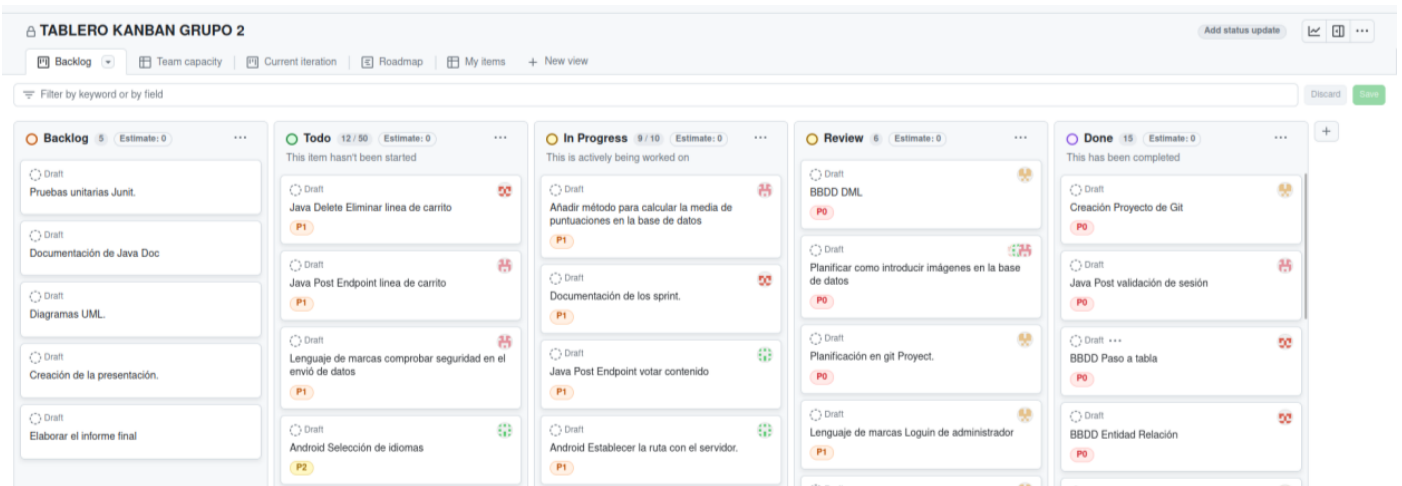 TABLERO KANBAN GRUPO 2
Add status update
Backlog
Team capacity
Current iteration
Roadmap
My items
+ New view
Filter by keyword or by field
Discard
Save
Backlog 5 Estimate: 0
Draft
Pruebas unitarias Junit.
Draft
Documentación de Java Doc
Draft
Diagramas UML.
Draft
Creación de la presentación.
Draft
Elaborar el informe final
Todo 12 / 50 Estimate: 0
This item hasn't been started
Draft
Java Delete Eliminar linea de carrito
P1
Draft
Java Post Endpoint linea de carrito
P1
Draft
Lenguaje de marcas comprobar seguridad en el
envió de datos
P1
Draft
Android Selección de idiomas
P2
In Progress 9 / 10 Estimate: 0
This is actively being worked on
Draft
Añadir método para calcular la media de
puntuaciones en la base de datos
P1
Draft
Documentación de los sprint.
P1
Draft
Java Post Endpoint votar contenido
P1
Draft
Android Establecer la ruta con el servidor.
P1
Review 6 Estimate: 0
Draft
BBDD DML
P0
Draft
Planificar como introducir imágenes en la base
de datos
P0
Draft
Planificación en git Proyect.
P0
Draft
Lenguaje de marcas Loguin de administrador
P1
Done 15 Estimate: 0
This has been completed
Draft
Creación Proyecto de Git
P0
Draft
Java Post validación de sesión
P0
Draft
BBDD Paso a tabla
P0
Draft
BBDD Entidad Relación
P0